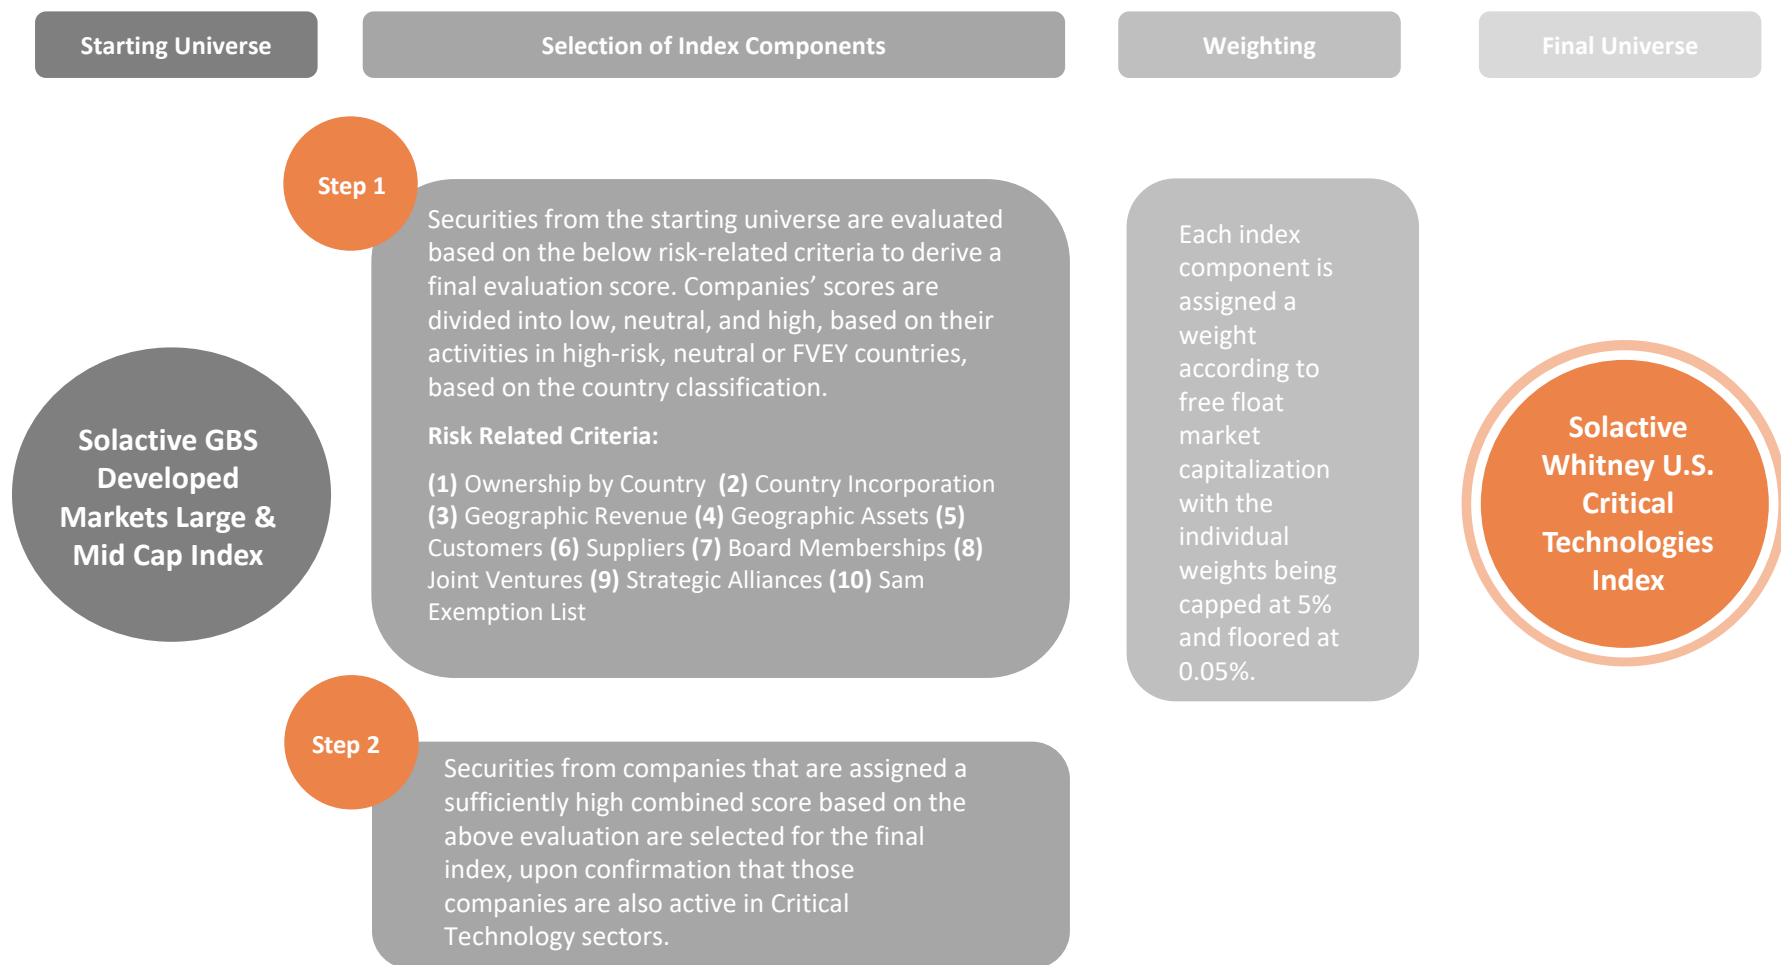 Starting Universe
Selection of Index Components
Weighting
Final Universe
Solactive GBS
Developed
Markets Large &
Mid Cap Index
Step 1
Securities from the starting universe are evaluated
based on the below risk-related criteria to derive a
final evaluation score. Companies’ scores are
divided into low, neutral, and high, based on their
activities in high-risk, neutral or FVEY countries,
based on the country classification.
Risk Related Criteria:
(1) Ownership by Country (2) Country Incorporation
(3) Geographic Revenue (4) Geographic Assets (5)
Customers (6) Suppliers (7) Board Memberships (8)
Joint Ventures (9) Strategic Alliances (10) Sam
Exemption List
Step 2
Securities from companies that are assigned a
sufficiently high combined score based on the
above evaluation are selected for the final
index, upon confirmation that those
companies are also active in Critical
Technology sectors.
Each index
component is
assigned a
weight
according to
free float
market
capitalization
with the
individual
weights being
capped at 5%
and floored at
0.05%.
Solactive
Whitney U.S.
Critical
Technologies
Index